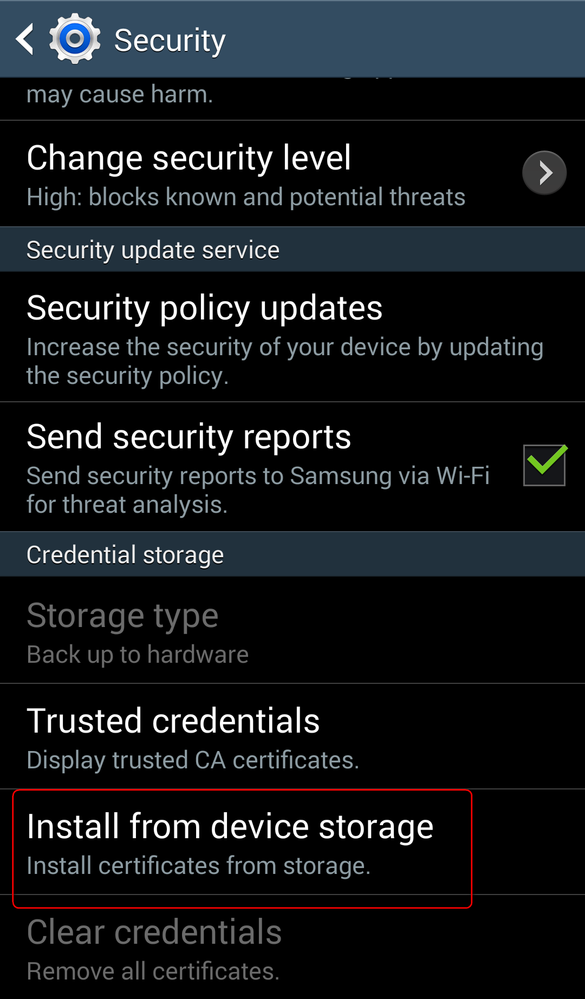 Security
may cause harm.
Change security level
High: blocks known and potential threats
Security update service
Security policy updates
Increase the security of your device by updating
the security policy.
Send security reports
Send security reports to Samsung via Wi-Fi
for threat analysis.
Credential storage
Storage type
Back up to hardware
Trusted credentials
Display trusted CA certificates.
Install from device storage
Install certificates from storage.
Clear credentials
Remove all certificates.